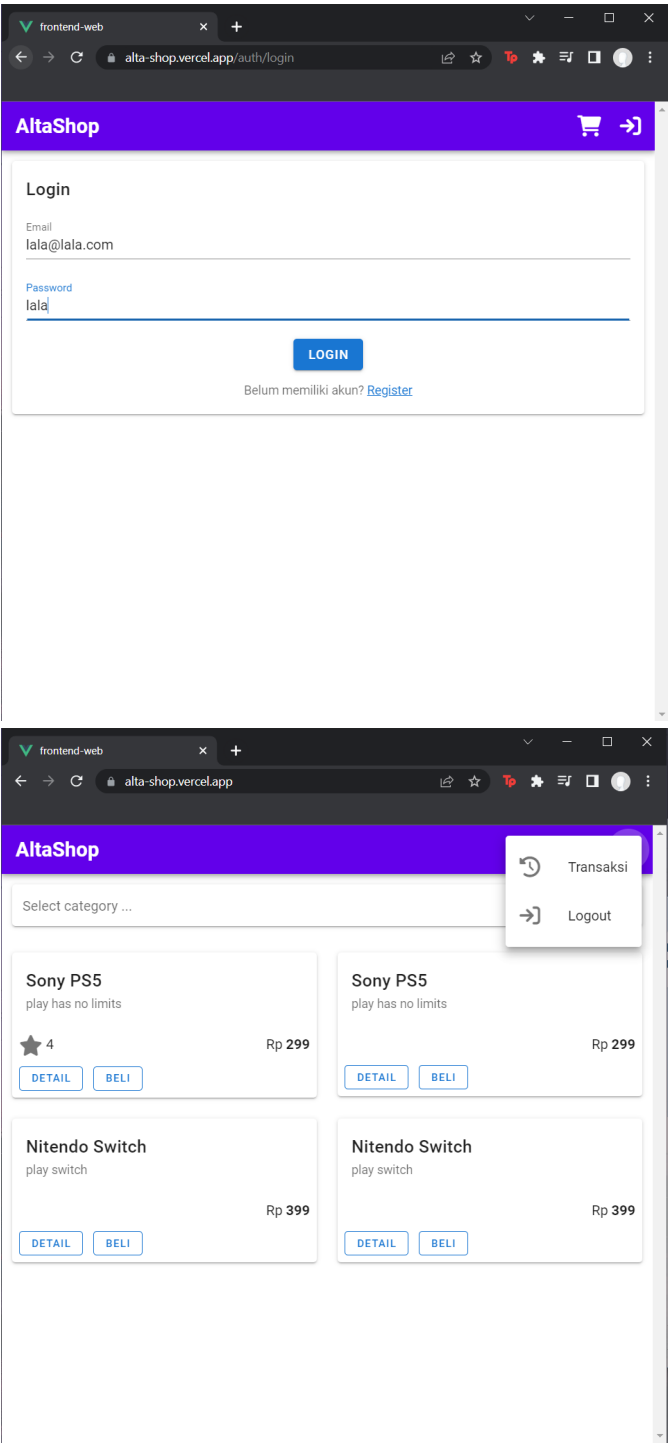 frontend-web
alta-shop.vercel.app/auth/login
Tp
AltaShop
Login
Email
lala@lala.com
Password
lala
LOGIN
Belum memiliki akun? Register
frontend-web
alta-shop.vercel.app
Tp
AltaShop
Transaksi
Select category ...
Logout
Sony PS5
play has no limits
4 Rp 299
DETAIL BELI
Sony PS5
play has no limits
Rp 299
DETAIL BELI
Nitendo Switch
play switch
Rp 399
DETAIL BELI
Nitendo Switch
play switch
Rp 399
DETAIL BELI